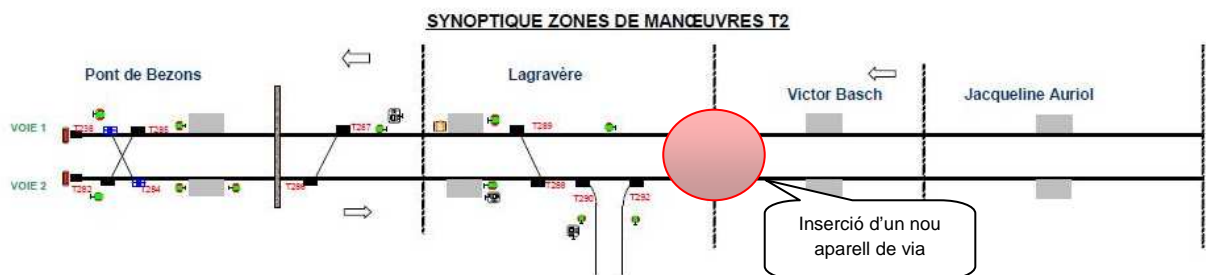 SYNOPTIQUE ZONES DE MANŒUVRES T2
Pont de Bezons
Lagravère
Victor Basch
Jacqueline Auriol
VOIE 1
T285
T287
T289
VOIE 2
T282
T284
T286
T288
T290
T292
Inserció d'un nou
aparell de via